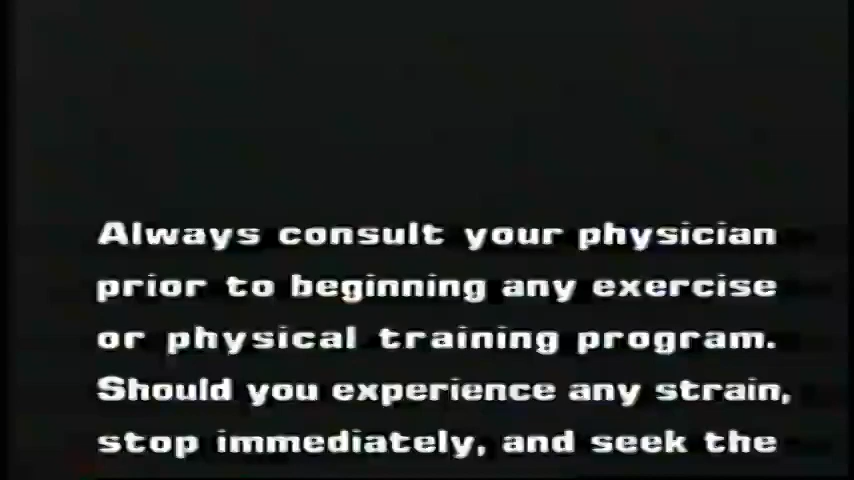 Always consult your physician
prior to beginning any exercise
or physical training program.
Should you experience any strain,
stop immediately, and seek the